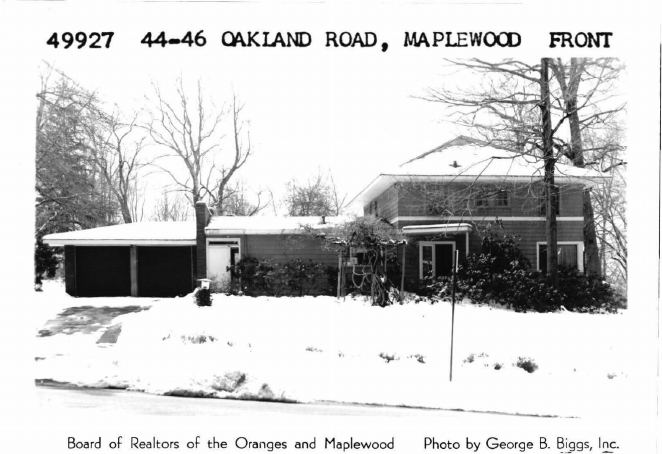 49927 44-46 OAKLAND ROAD, MAPLEWOOD FRONT
Board of Realtors of the Oranges and Maplewood Photo by George B. Biggs, Inc.